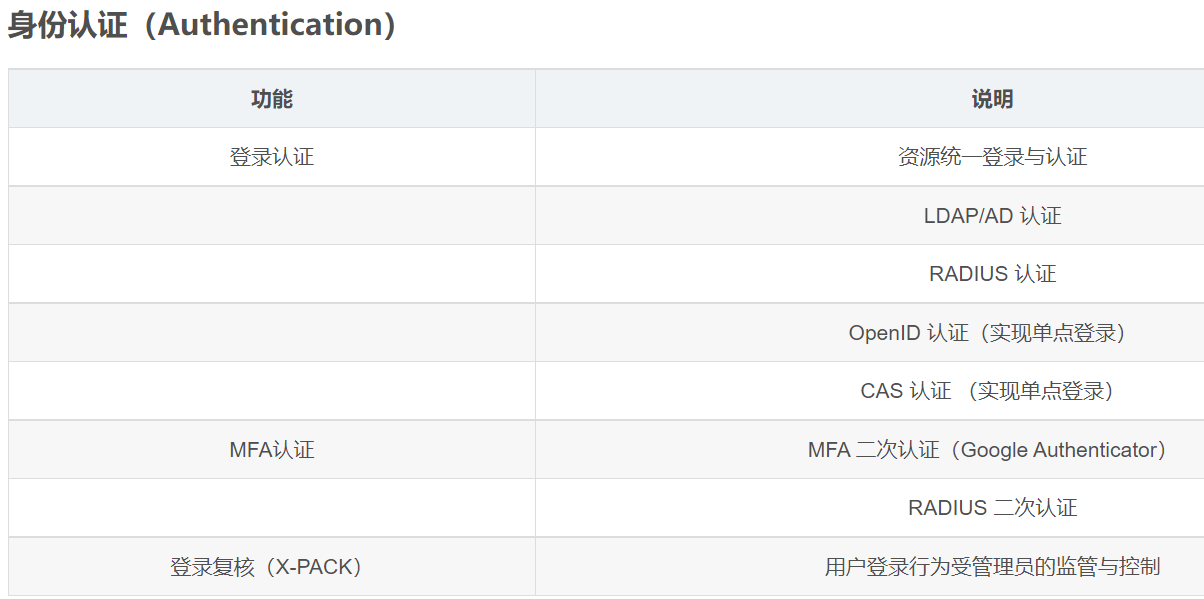 身份认证（Authentication）
功能 说明
登录认证 资源统一登录与认证
LDAP/AD 认证
RADIUS 认证
OpenID 认证（实现单点登录）
CAS 认证 （实现单点登录）
MFA认证 MFA 二次认证（Google Authenticator）
RADIUS 二次认证
登录复核（X-PACK） 用户登录行为受管理员的监管与控制